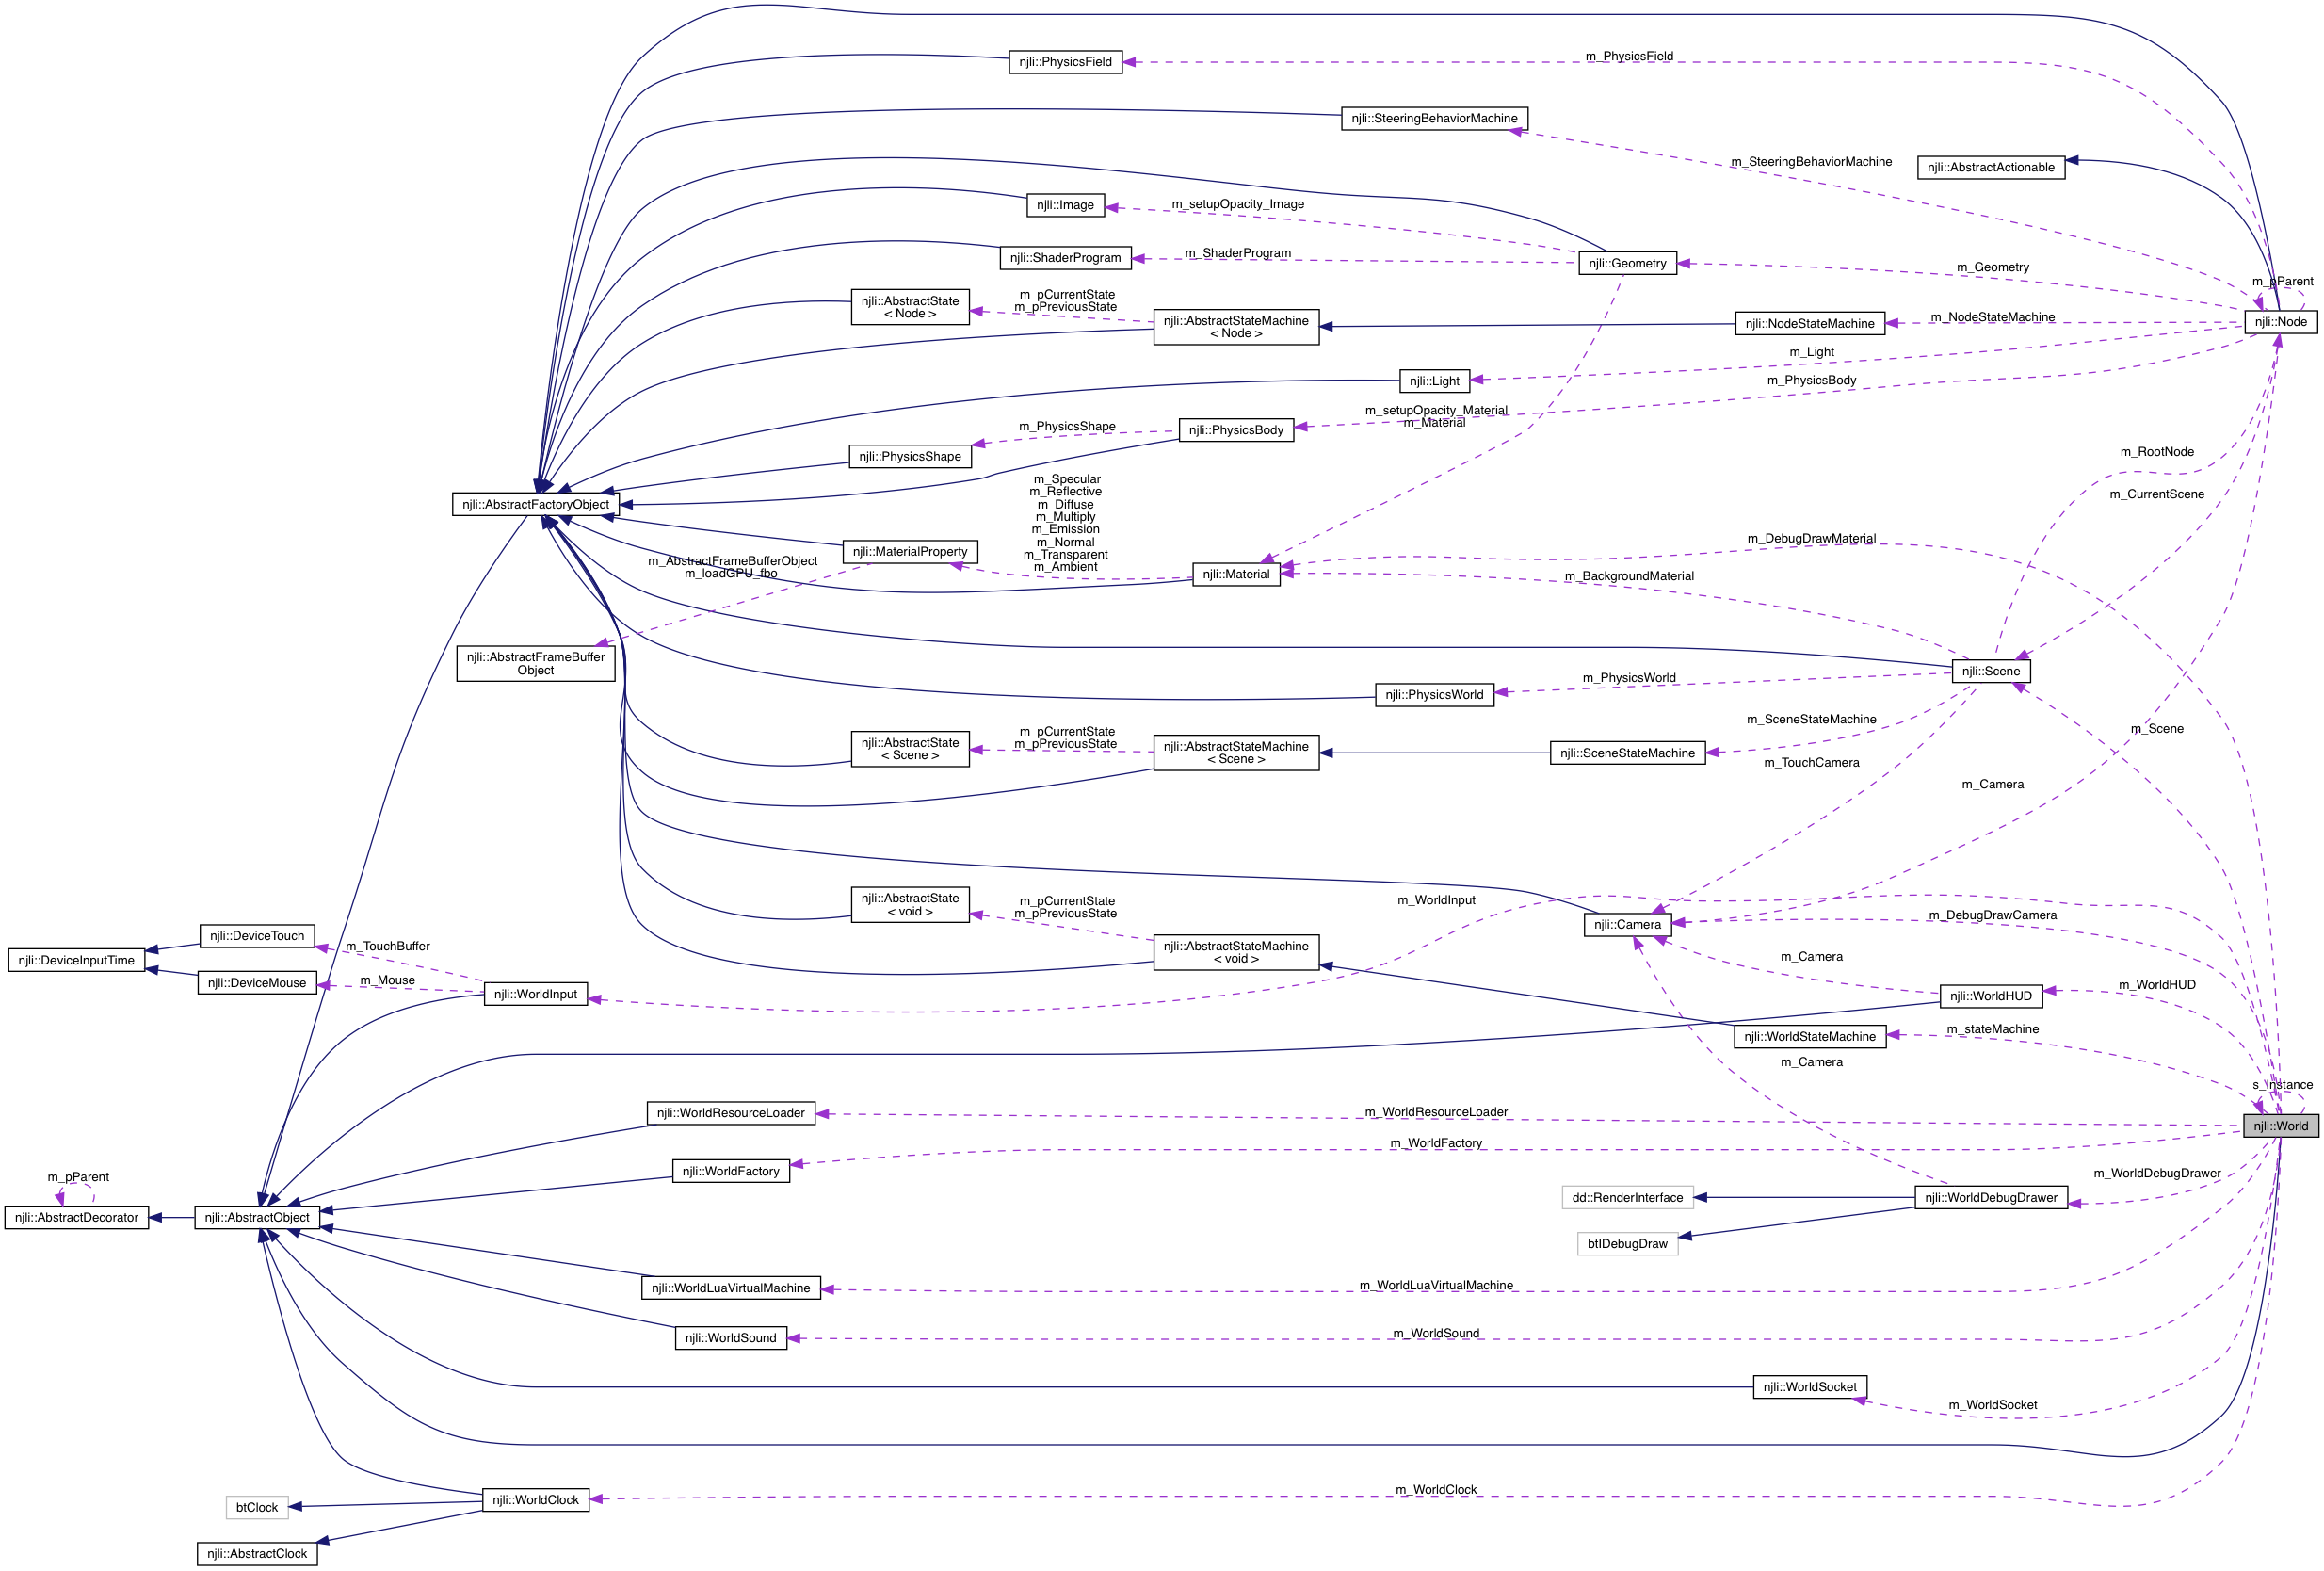 m_PhysicsField
njli::PhysicsField
njli::SteeringBehaviorMachine
m_SteeringBehaviorMachine
njli::AbstractActionable
njli::Image
m_setupOpacity_Image
njli::ShaderProgram
m_ShaderProgram
njli::Geometry
m_Geometry
m_pParent
njli::AbstractState
< Node >
m_pCurrentState
m_pPreviousState
njli::AbstractStateMachine
< Node >
njli::NodeStateMachine
m_NodeStateMachine
njli::Node
m_Light
njli::Light
m_PhysicsBody
m_setupOpacity_Material
m_Material
njli::PhysicsBody
m_PhysicsShape
njli::PhysicsShape
m_RootNode
m_CurrentScene
njli::AbstractFactoryObject
m_Specular
m_Reflective
m_Diffuse
m_Multiply
m_Emission
m_Normal
m_Transparent
m_Ambient
njli::MaterialProperty
m_AbstractFrameBufferObject
m_loadGPU_fbo
njli::Material
m_DebugDrawMaterial
m_BackgroundMaterial
njli::AbstractFrameBuffer
Object
njli::Scene
m_PhysicsWorld
njli::PhysicsWorld
m_SceneStateMachine
m_Scene
njli::AbstractState
< Scene >
m_pCurrentState
m_pPreviousState
njli::AbstractStateMachine
< Scene >
njli::SceneStateMachine
m_TouchCamera
m_Camera
njli::AbstractState
< void >
m_pCurrentState
m_pPreviousState
m_WorldInput
njli::Camera
m_DebugDrawCamera
njli::DeviceTouch
m_TouchBuffer
njli::DeviceInputTime
njli::AbstractStateMachine
< void >
m_Camera
njli::DeviceMouse
m_Mouse
njli::WorldInput
njli::WorldHUD
m_WorldHUD
m_stateMachine
njli::WorldStateMachine
m_Camera
s_Instance
njli::WorldResourceLoader
m_WorldResourceLoader
njli::World
m_WorldFactory
njli::WorldFactory
m_WorldDebugDrawer
m_pParent
dd::RenderInterface
njli::WorldDebugDrawer
njli::AbstractDecorator
njli::AbstractObject
btIDebugDraw
njli::WorldLuaVirtualMachine
m_WorldLuaVirtualMachine
njli::WorldSound
m_WorldSound
njli::WorldSocket
m_WorldSocket
m_WorldClock
btClock
njli::WorldClock
njli::AbstractClock